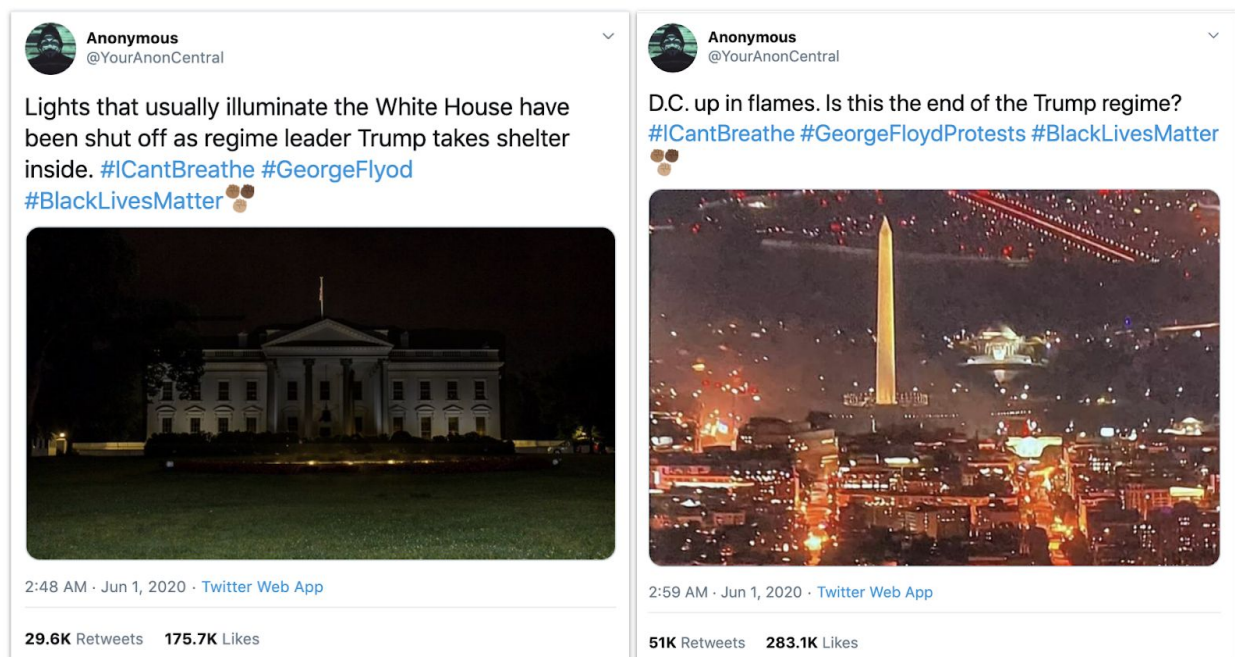 Anonymous
@YourAnonCentral
Lights that usually illuminate the White House have
been shut off as regime leader Trump takes shelter
inside. #ICantBreathe #GeorgeFlyod
#BlackLivesMatter
2:48 AM · Jun 1, 2020 · Twitter Web App
29.6K Retweets 175.7K Likes
Anonymous
@YourAnonCentral
D.C. up in flames. Is this the end of the Trump regime?
#ICantBreathe #GeorgeFloydProtests #BlackLivesMatter
2:59 AM · Jun 1, 2020 · Twitter Web App
51K Retweets 283.1K Likes